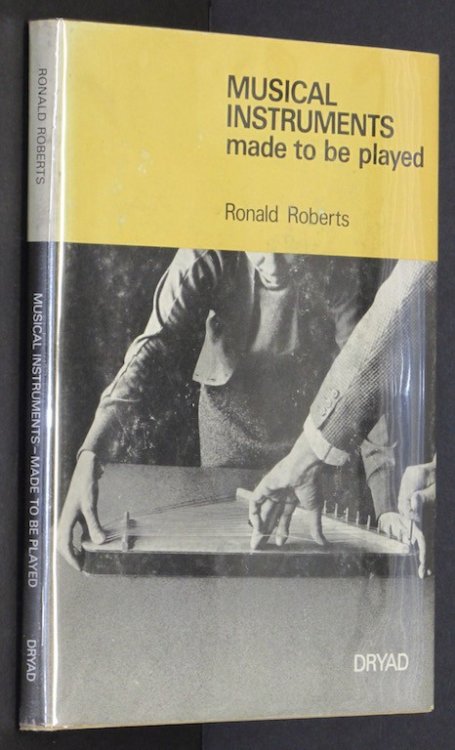 MUSICAL
INSTRUMENTS
made to be played
Ronald Roberts
DRYAD
RONALD ROBERTS
MUSICAL INSTRUMENTS – MADE TO BE PLAYED
DRYAD